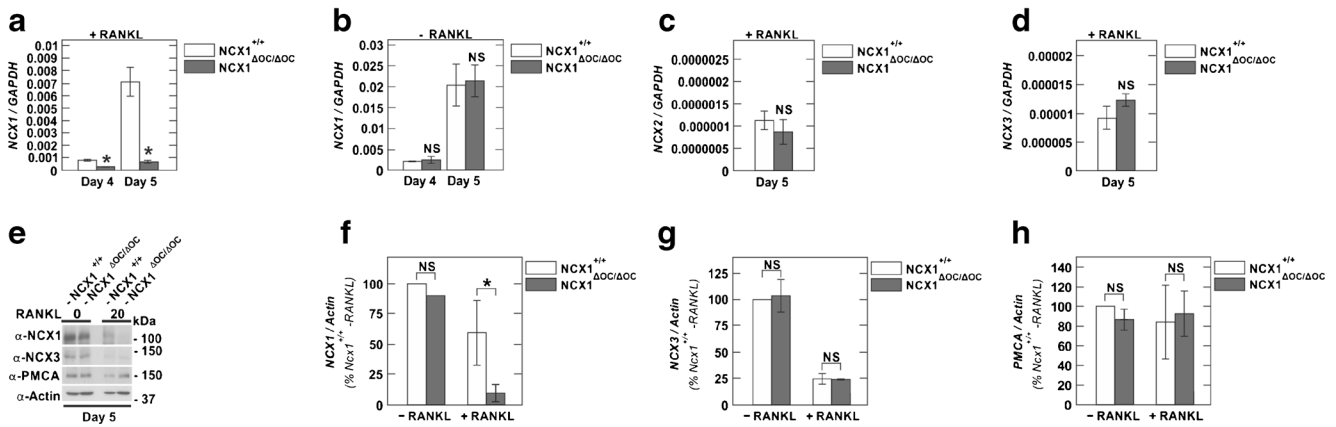 a
+ RANKL
NCX1 / GAPDH
0.01
0.009
0.008
0.007
0.006
0.005
0.004
0.003
0.002
0.001
0
*
*
Day 4 Day 5
NCX1+/+
NCX1ΔOC/ΔOC
b
- RANKL
NCX1 / GAPDH
0.03
0.025
0.02
0.015
0.01
0.005
0
NS
NS
Day 4 Day 5
NCX1+/+
NCX1ΔOC/ΔOC
c
+ RANKL
NCX2 / GAPDH
0.0000025
0.000002
0.0000015
0.000001
0.0000005
0
NS
Day 5
NCX1+/+
NCX1ΔOC/ΔOC
d
+ RANKL
NCX3 / GAPDH
0.00002
0.000015
0.00001
0.000005
0
NS
Day 5
NCX1+/+
NCX1ΔOC/ΔOC
e
- NCX1+/+
- NCX1ΔOC/ΔOC
- NCX1+/+
- NCX1ΔOC/ΔOC
RANKL 0 20 kDa
α-NCX1 - 100
- 150
α-NCX3
α-PMCA - 150
α-Actin
- 37
Day 5
f
NCX1 / Actin
(% Ncx1+/+ -RANKL)
100
75
50
25
0
NS
*
− RANKL + RANKL
NCX1+/+
NCX1ΔOC/ΔOC
g
NCX3 / Actin
(% Ncx1+/+ -RANKL)
125
100
75
50
25
0
NS
NS
− RANKL + RANKL
NCX1+/+
NCX1ΔOC/ΔOC
h
PMCA / Actin
(% Ncx1+/+ -RANKL)
140
120
100
80
60
40
20
0
NS
NS
− RANKL + RANKL
NCX1+/+
NCX1ΔOC/ΔOC